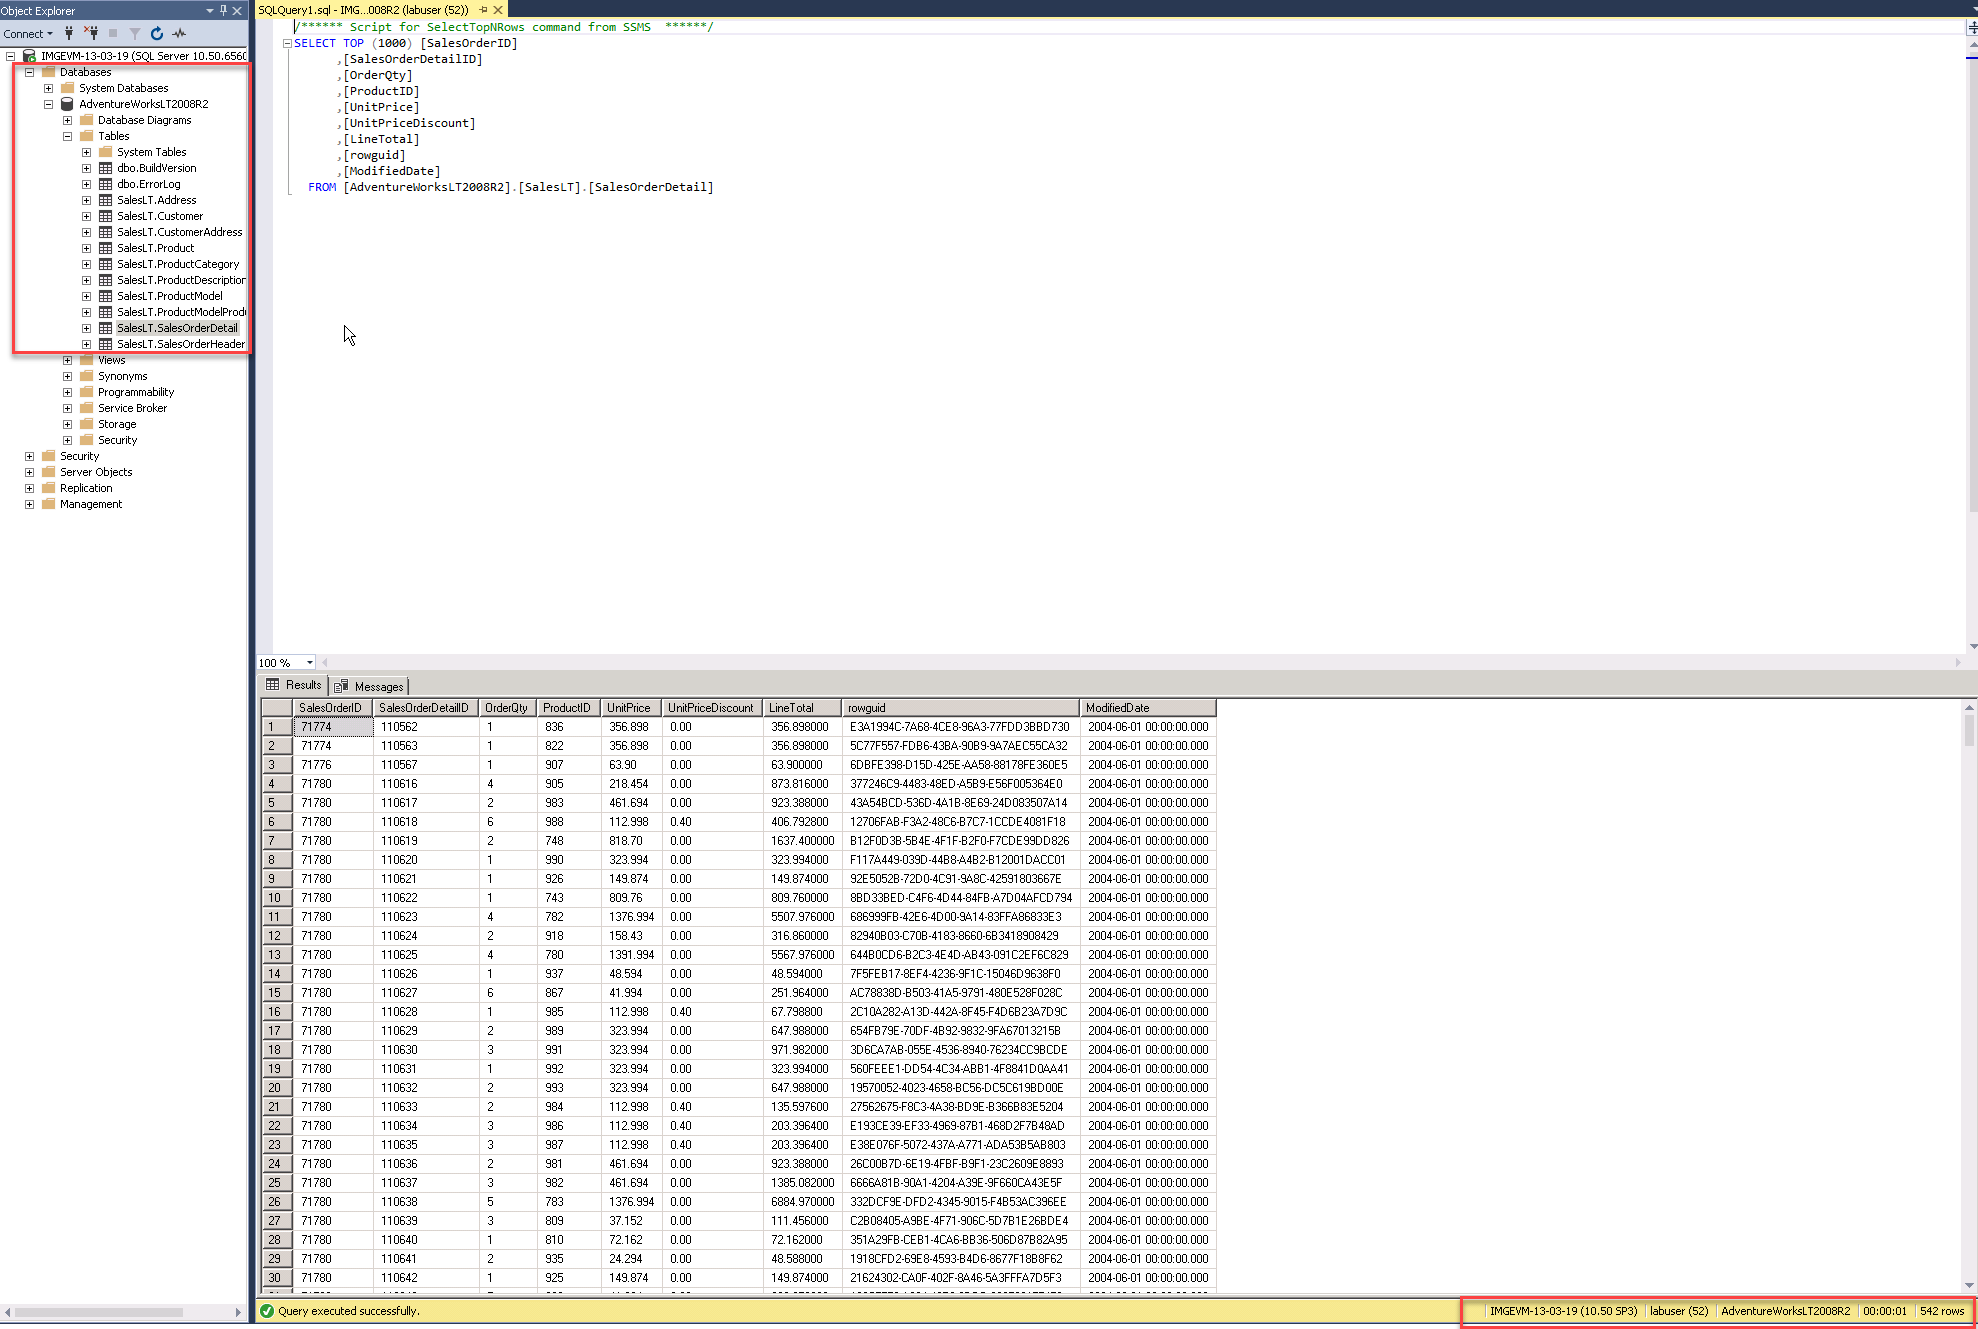 Object Explorer
Connect
IMGEVM-13-03-19 (SQL Server 10.50.6560
Databases
System Databases
AdventureWorksLT2008R2
Database Diagrams
Tables
System Tables
dbo.BuildVersion
dbo.ErrorLog
SalesLT.Address
SalesLT.Customer
SalesLT.CustomerAddress
SalesLT.Product
SalesLT.ProductCategory
SalesLT.ProductDescription
SalesLT.ProductModel
SalesLT.ProductModelProdu
SalesLT.SalesOrderDetail
SalesLT.SalesOrderHeader
Views
Synonyms
Programmability
Service Broker
Storage
Security
Security
Server Objects
Replication
Management
SQLQuery1.sql - IMG...008R2 (labuser (52))
/****** Script for SelectTopNRows command from SSMS ******/
SELECT TOP (1000) [SalesOrderID]
,[SalesOrderDetailID]
,[OrderQty]
,[ProductID]
,[UnitPrice]
,[UnitPriceDiscount]
,[LineTotal]
,[rowguid]
,[ModifiedDate]
FROM [AdventureWorksLT2008R2].[SalesLT].[SalesOrderDetail]
100 %
Results Messages
SalesOrderID SalesOrderDetailID OrderQty ProductID UnitPrice UnitPriceDiscount LineTotal rowguid ModifiedDate
1 71774 110562 1 836 356.898 0.00 356.898000 E3A1994C-7A68-4CE8-96A3-77FDD3BBD730 2004-06-01 00:00:00.000
2 71774 110563 1 822 356.898 0.00 356.898000 5C77F557-FDB6-43BA-90B9-9A7AEC55CA32 2004-06-01 00:00:00.000
3 71776 110567 1 907 63.90 0.00 63.900000 6DBFE398-D15D-425E-AA58-88178FE360E5 2004-06-01 00:00:00.000
4 71780 110616 4 905 218.454 0.00 873.816000 377246C9-4483-48ED-A5B9-E56F005364E0 2004-06-01 00:00:00.000
5 71780 110617 2 983 461.694 0.00 923.388000 43A54BCD-536D-4A1B-8E69-24D083507A14 2004-06-01 00:00:00.000
6 71780 110618 6 988 112.998 0.40 406.792800 12706FAB-F3A2-48C6-B7C7-1CCDE4081F18 2004-06-01 00:00:00.000
7 71780 110619 2 748 818.70 0.00 1637.400000 B12F0D3B-5B4E-4F1F-B2F0-F7CDE99DD826 2004-06-01 00:00:00.000
8 71780 110620 1 990 323.994 0.00 323.994000 F117A449-039D-44B8-A4B2-B12001DACC01 2004-06-01 00:00:00.000
9 71780 110621 1 926 149.874 0.00 149.874000 92E5052B-72D0-4C91-9A8C-42591803667E 2004-06-01 00:00:00.000
10 71780 110622 1 743 809.76 0.00 809.760000 8BD33BED-C4F6-4D44-84FB-A7D04AFCD794 2004-06-01 00:00:00.000
11 71780 110623 4 782 1376.994 0.00 5507.976000 686999FB-42E6-4D00-9A14-83FFA86833E3 2004-06-01 00:00:00.000
12 71780 110624 2 918 158.43 0.00 316.860000 82940B03-C70B-4183-8660-6B3418908429 2004-06-01 00:00:00.000
13 71780 110625 4 780 1391.994 0.00 5567.976000 644B0CD6-B2C3-4E4D-AB43-091C2EF6C829 2004-06-01 00:00:00.000
14 71780 110626 1 937 48.594 0.00 48.594000 7F5FEB17-8EF4-4236-9F1C-15046D9638F0 2004-06-01 00:00:00.000
15 71780 110627 6 867 41.994 0.00 251.964000 AC78838D-B503-41A5-9791-480E528F028C 2004-06-01 00:00:00.000
16 71780 110628 1 985 112.998 0.40 67.798800 2C10A282-A13D-442A-8F45-F4D6B23A7D9C 2004-06-01 00:00:00.000
17 71780 110629 2 989 323.994 0.00 647.988000 654FB79E-70DF-4B92-9832-9FA67013215B 2004-06-01 00:00:00.000
18 71780 110630 3 991 323.994 0.00 971.982000 3D6CA7AB-055E-4536-8940-76234CC9BCDE 2004-06-01 00:00:00.000
19 71780 110631 1 992 323.994 0.00 323.994000 560FEEE1-DD54-4C34-ABB1-4F8841D0AA41 2004-06-01 00:00:00.000
20 71780 110632 2 993 323.994 0.00 647.988000 19570052-4023-4658-BC56-DC5C619BD00E 2004-06-01 00:00:00.000
21 71780 110633 2 984 112.998 0.40 135.597600 27562675-F8C3-4A38-BD9E-B366B83E5204 2004-06-01 00:00:00.000
22 71780 110634 3 986 112.998 0.40 203.396400 E193CE39-EF33-4969-87B1-468D2F7B48AD 2004-06-01 00:00:00.000
23 71780 110635 3 987 112.998 0.40 203.396400 E38E076F-5072-437A-A771-ADA53B5AB803 2004-06-01 00:00:00.000
24 71780 110636 2 981 461.694 0.00 923.388000 26C00B7D-6E19-4FBF-B9F1-23C2609E8893 2004-06-01 00:00:00.000
25 71780 110637 3 982 461.694 0.00 1385.082000 6666A81B-90A1-4204-A39E-9F660CA43E5F 2004-06-01 00:00:00.000
26 71780 110638 5 783 1376.994 0.00 6884.970000 332DCF9E-DFD2-4345-9015-F4B53AC396EE 2004-06-01 00:00:00.000
27 71780 110639 3 809 37.152 0.00 111.456000 C2B08405-A9BE-4F71-906C-5D7B1E26BDE4 2004-06-01 00:00:00.000
28 71780 110640 1 810 72.162 0.00 72.162000 351A29FB-CEB1-4CA6-BB36-506D87B82A95 2004-06-01 00:00:00.000
29 71780 110641 2 935 24.294 0.00 48.588000 1918CFD2-69E8-4593-B4D6-8677F18B8F62 2004-06-01 00:00:00.000
30 71780 110642 1 925 149.874 0.00 149.874000 21624302-CA0F-402F-8A46-5A3FFFA7D5F3 2004-06-01 00:00:00.000
Query executed successfully. IMGEVM-13-03-19 (10.50 SP3) labuser (52) AdventureWorksLT2008R2 00:00:01 542 rows